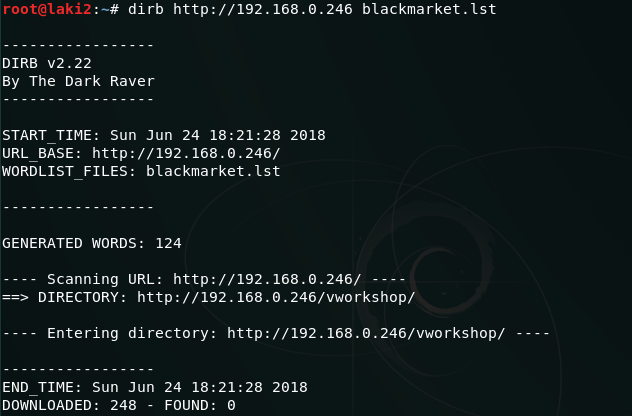 root@laki2:~# dirb http://192.168.0.246 blackmarket.lst
-----------------
DIRB v2.22
By The Dark Raver
-----------------
START_TIME: Sun Jun 24 18:21:28 2018
URL_BASE: http://192.168.0.246/
WORDLIST_FILES: blackmarket.lst
-----------------
GENERATED WORDS: 124
---- Scanning URL: http://192.168.0.246/ ----
==> DIRECTORY: http://192.168.0.246/vworkshop/
---- Entering directory: http://192.168.0.246/vworkshop/ ----
-----------------
END_TIME: Sun Jun 24 18:21:28 2018
DOWNLOADED: 248 - FOUND: 0